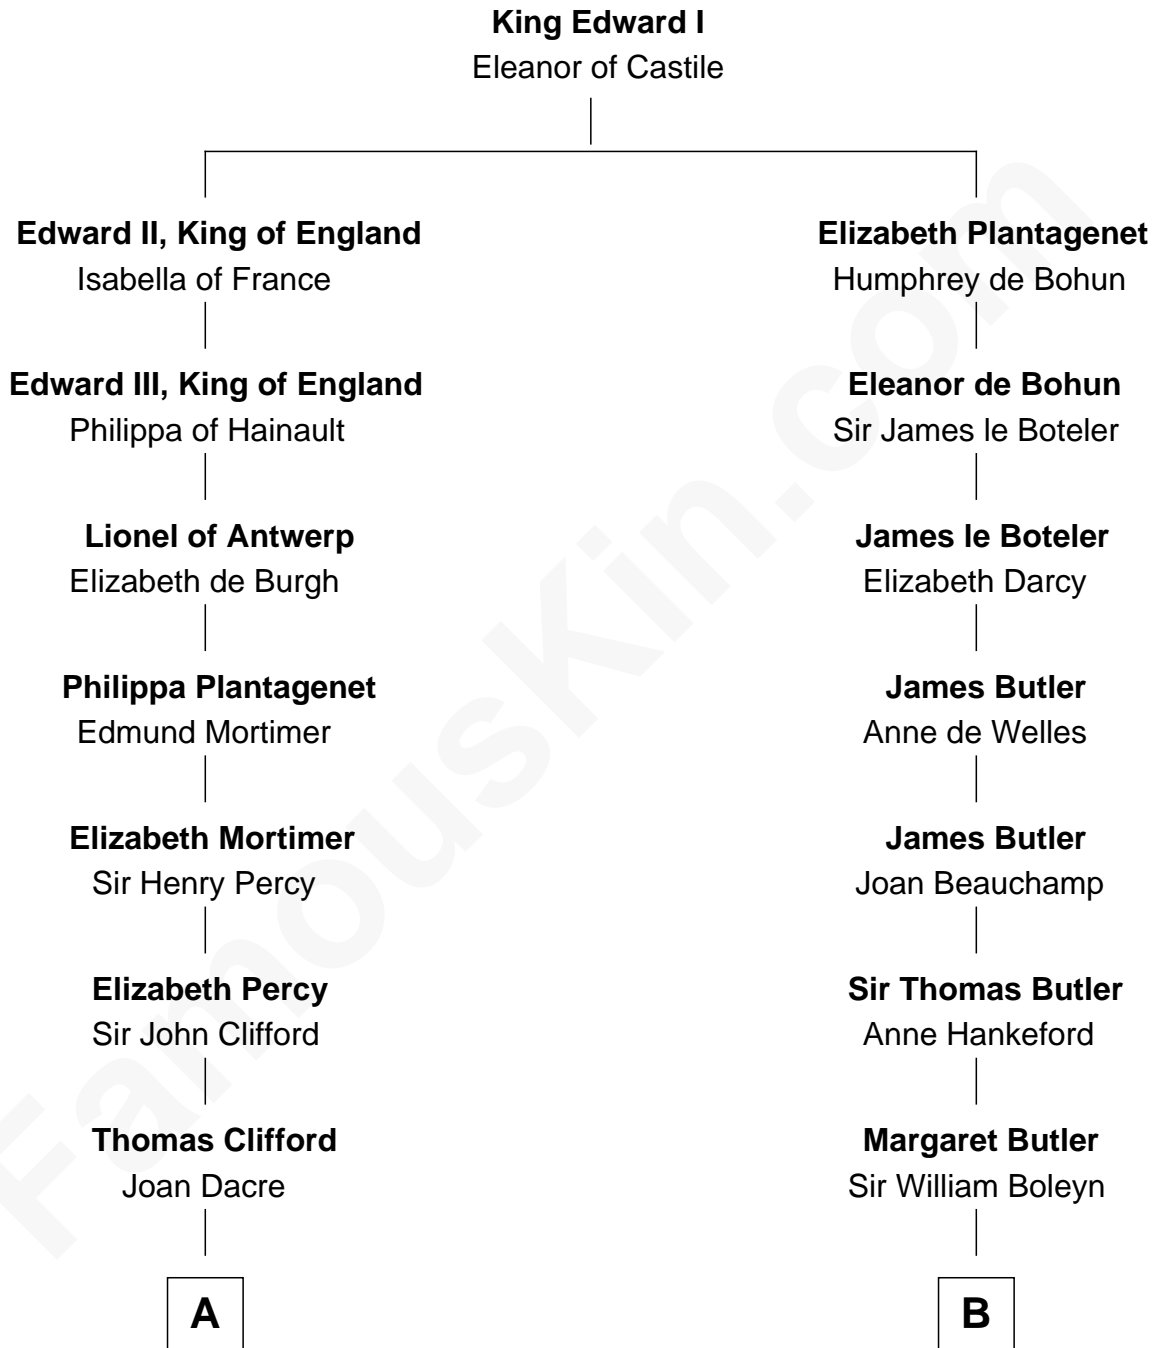 King Edward I
Eleanor of Castile
Edward II, King of England
Isabella of France
Elizabeth Plantagenet
Humphrey de Bohun
Edward III, King of England
Philippa of Hainault
Eleanor de Bohun
Sir James le Boteler
Lionel of Antwerp
Elizabeth de Burgh
James le Boteler
Elizabeth Darcy
Philippa Plantagenet
Edmund Mortimer
James Butler
Anne de Welles
Elizabeth Mortimer
Sir Henry Percy
James Butler
Joan Beauchamp
Elizabeth Percy
Sir John Clifford
Sir Thomas Butler
Anne Hankeford
Thomas Clifford
Joan Dacre
Margaret Butler
Sir William Boleyn
A
B
FamousKin.com